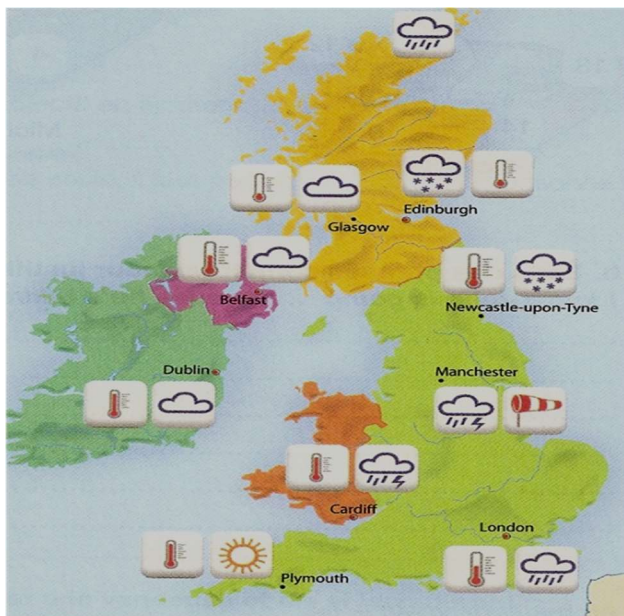 Edinburgh
Glasgow
Belfast
Newcastle-upon-Tyne
Dublin
Manchester
Cardiff
London
Plymouth